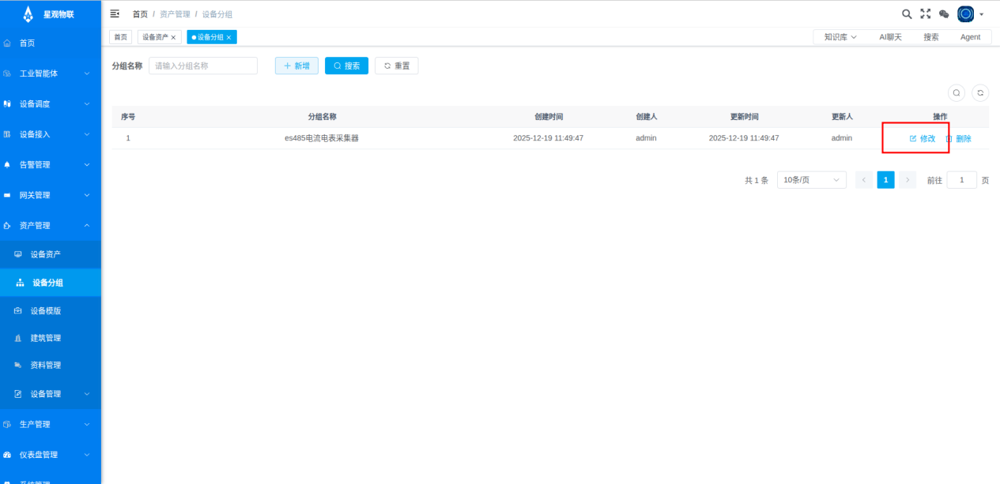 星观物联
首页 / 资产管理 / 设备分组
首页 设备资产 × 设备分组 ×
知识库 AI聊天 搜索 Agent
首页
工业智能体
设备调度
设备接入
告警管理
网关管理
资产管理
设备资产
设备分组
设备模版
建筑管理
资料管理
设备管理
生产管理
仪表盘管理
系统管理
分组名称 请输入分组名称 新增 搜索 重置
序号 分组名称 创建时间 创建人 更新时间 更新人 操作
1 es485电流电表采集器 2025-12-19 11:49:47 admin 2025-12-19 11:49:47 admin 修改 删除
共 1 条 10条/页 1 前往 1 页